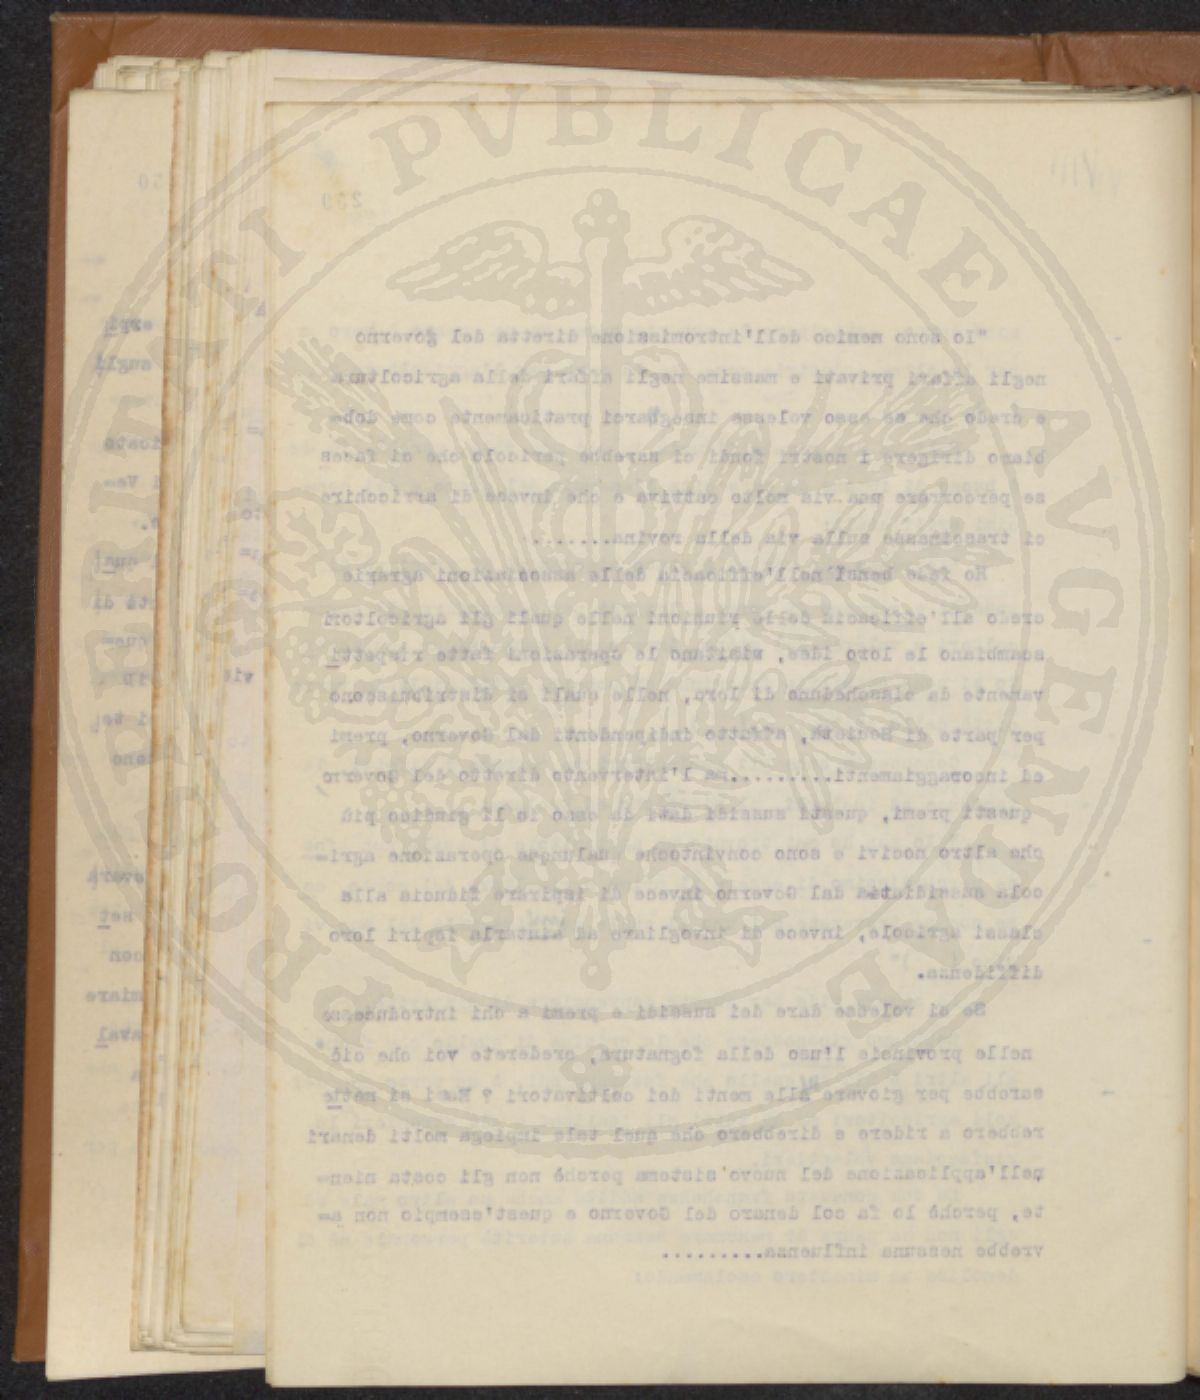 230
"Io sono nemico dell'intromissione diretta del governo
negli affari privati e massime negli affari della agricoltura
e credo che se esso volesse insegnarci praticamente come dob=
biamo dirigere i nostri fondi ci sarebbe pericolo che ci faces
se percorrere una via molto cattiva e che invece di arricchire
ci trascinasse sulla via della rovina.......
Ho fede bensì nell'efficacia delle associazioni agrarie
credo all'efficacia delle riunioni nelle quali gli agricoltori
scambiano le loro idee, visitano le operazioni fatte rispetti
vamente da ciascheduno di loro, nelle quali si distribuiscono
per parte di Società, affatto indipendenti dal Governo, premi
ed incoraggiamenti..........ma l'intervento diretto del Governo
questi premi, questi sussidi dati da esso io li giudico più
che altro nocivi e sono convintoche qualunque operazione agri=
cola sussidiata dal Governo invece di ispirare fiducia alle
classi agricole, invece di invogliare ad aiutarla ispiri loro
diffidenza.
Se si volesse dare dei sussidi e premi a chi introducesse
nelle provincie l'uso della fognatura, crederete voi che ciò
sarebbe per giovare alle menti dei coltivatori ? Essi si mette
rebbero a ridere e direbbero che quel tale impiega molti denari
nell'applicazione del nuovo sistema perchè non gli costa nien=
te, perchè lo fa col denaro del Governo e quest'esempio non a=
vrebbe nessuna influenza.........
PROSPERITATI PVBLICAE AVGENDAE